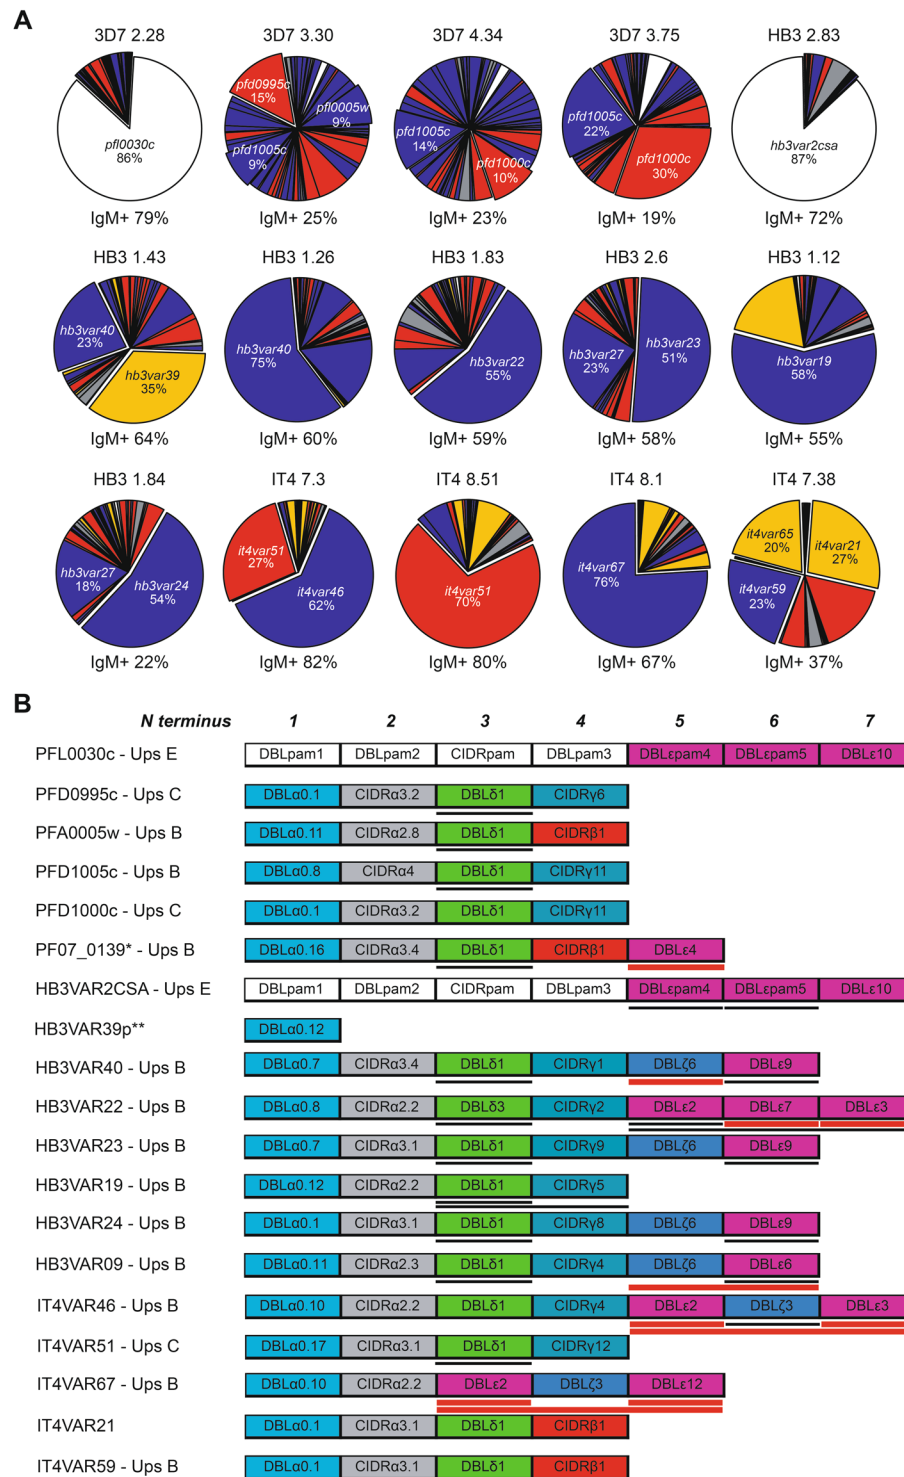 A
3D7 2.28
3D7 3.30
3D7 4.34
3D7 3.75
HB3 2.83
pfl0030c
86%
pfd0995c
15%
pfl0005w
9%
pfd1005c
9%
pfd1005c
14%
pfd1000c
10%
pfd1005c
22%
pfd1000c
30%
hb3var2csa
87%
IgM+ 79%
IgM+ 25%
IgM+ 23%
IgM+ 19%
IgM+ 72%
HB3 1.43
HB3 1.26
HB3 1.83
HB3 2.6
HB3 1.12
hb3var40
23%
hb3var39
35%
hb3var40
75%
hb3var22
55%
hb3var27
23%
hb3var23
51%
hb3var19
58%
IgM+ 64%
IgM+ 60%
IgM+ 59%
IgM+ 58%
IgM+ 55%
HB3 1.84
IT4 7.3
IT4 8.51
IT4 8.1
IT4 7.38
hb3var27
18%
hb3var24
54%
it4var51
27%
it4var46
62%
it4var51
70%
it4var67
76%
it4var65
20%
it4var21
27%
it4var59
23%
IgM+ 22%
IgM+ 82%
IgM+ 80%
IgM+ 67%
IgM+ 37%
B
N terminus 1 2 3 4 5 6 7
PFL0030c - Ups E DBLpam1 DBLpam2 CIDRpam DBLpam3 DBLεpam4 DBLεpam5 DBLε10
PFD0995c - Ups C DBLα0.1 CIDRα3.2 DBLδ1 CIDRγ6
PFA0005w - Ups B DBLα0.11 CIDRα2.8 DBLδ1 CIDRβ1
PFD1005c - Ups B DBLα0.8 CIDRα4 DBLδ1 CIDRγ11
PFD1000c - Ups C DBLα0.1 CIDRα3.2 DBLδ1 CIDRγ11
PF07_0139* - Ups B DBLα0.16 CIDRα3.4 DBLδ1 CIDRβ1 DBLε4
HB3VAR2CSA - Ups E DBLpam1 DBLpam2 CIDRpam DBLpam3 DBLεpam4 DBLεpam5 DBLε10
HB3VAR39p** DBLα0.12
HB3VAR40 - Ups B DBLα0.7 CIDRα3.4 DBLδ1 CIDRγ1 DBLζ6 DBLε9
HB3VAR22 - Ups B DBLα0.8 CIDRα2.2 DBLδ3 CIDRγ2 DBLε2 DBLε7 DBLε3
HB3VAR23 - Ups B DBLα0.7 CIDRα3.1 DBLδ1 CIDRγ9 DBLζ6 DBLε9
HB3VAR19 - Ups B DBLα0.12 CIDRα2.2 DBLδ1 CIDRγ5
HB3VAR24 - Ups B DBLα0.1 CIDRα3.1 DBLδ1 CIDRγ8 DBLζ6 DBLε9
HB3VAR09 - Ups B DBLα0.11 CIDRα2.3 DBLδ1 CIDRγ4 DBLζ6 DBLε6
IT4VAR46 - Ups B DBLα0.10 CIDRα2.2 DBLδ1 CIDRγ4 DBLε2 DBLζ3 DBLε3
IT4VAR51 - Ups C DBLα0.17 CIDRα3.1 DBLδ1 CIDRγ12
IT4VAR67 - Ups B DBLα0.10 CIDRα2.2 DBLε2 DBLζ3 DBLε12
IT4VAR21 DBLα0.1 CIDRα3.1 DBLδ1 CIDRβ1
IT4VAR59 - Ups B DBLα0.1 CIDRα3.1 DBLδ1 CIDRβ1